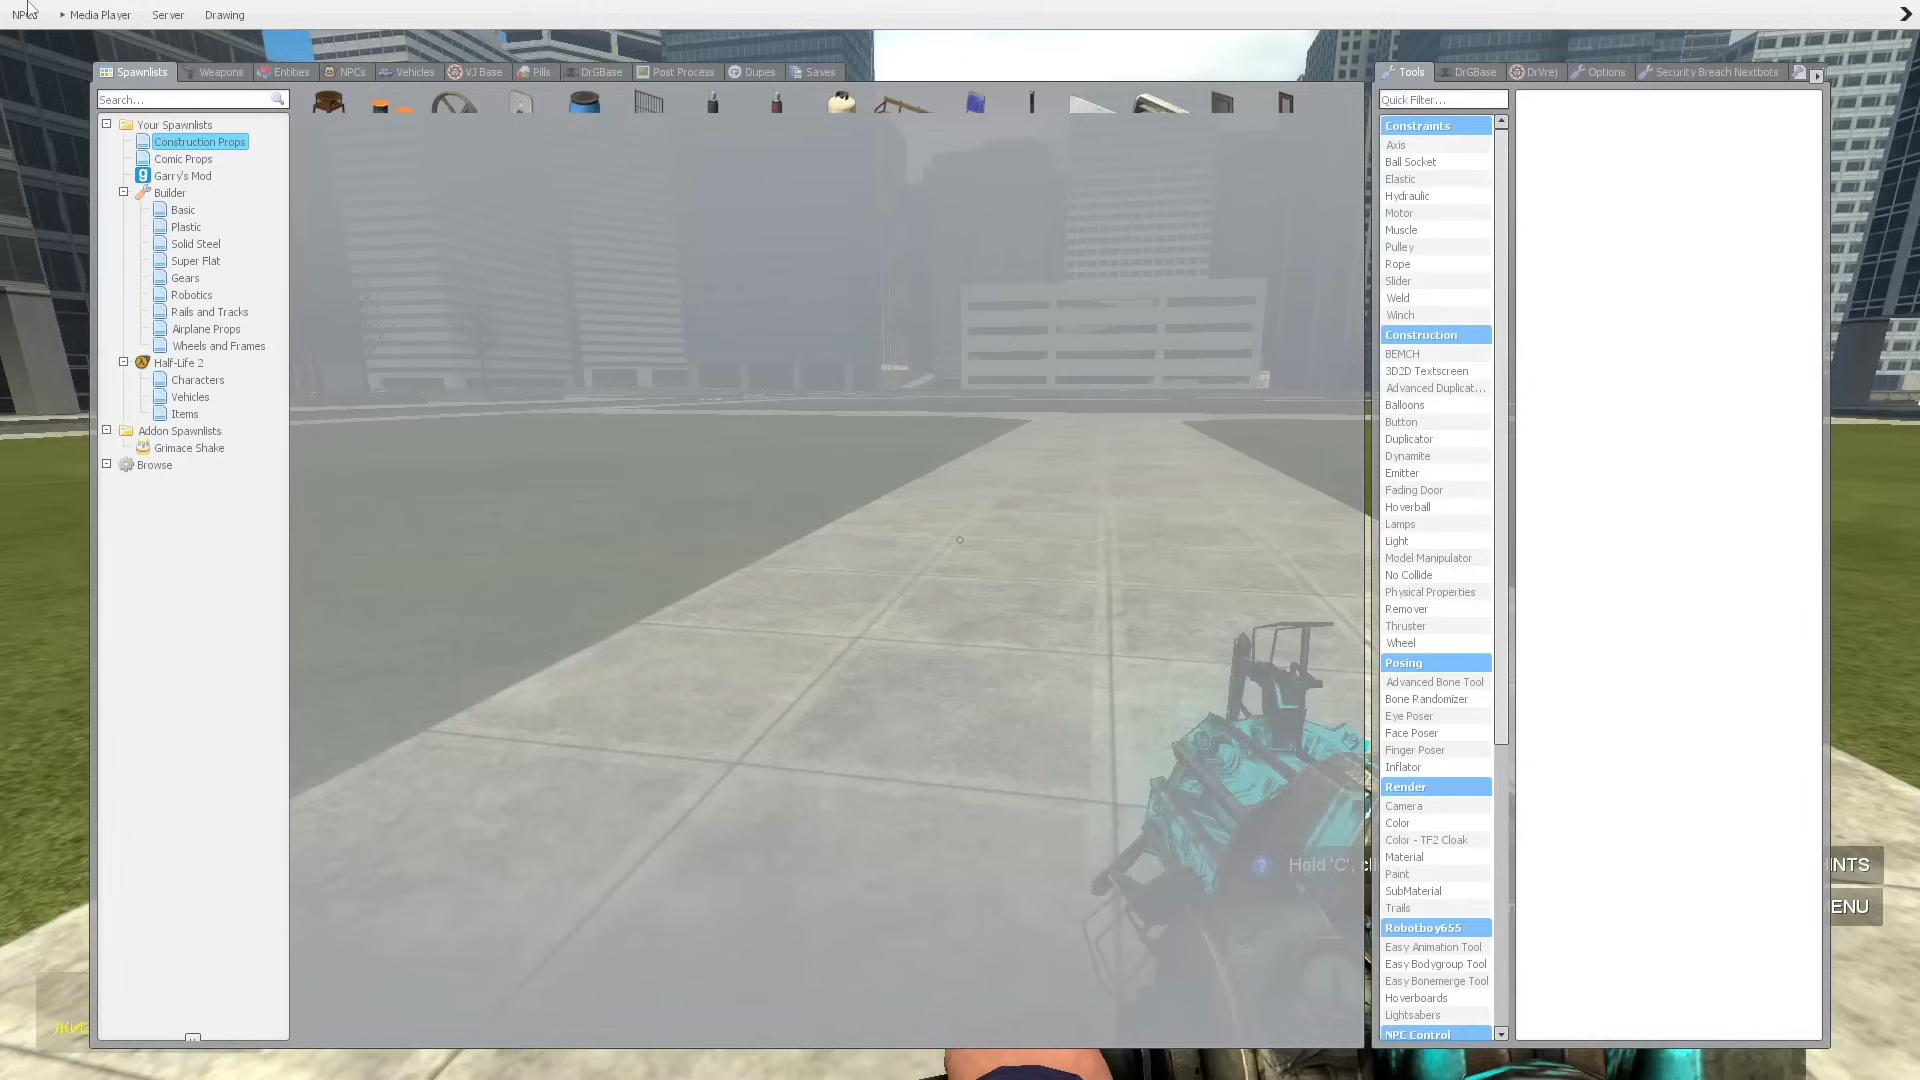 NPCs Media Player Server Drawing
Spawnlists Weapons Entities NPCs Vehicles VJ Base Pills DrGBase Post Process Dupes Saves
Tools DrGBase DrVrej Options Security Breach Nextbots
Search...
Your Spawnlists
Construction Props
Comic Props
Garry's Mod
Builder
Basic
Plastic
Solid Steel
Super Flat
Gears
Robotics
Rails and Tracks
Airplane Props
Wheels and Frames
Half-Life 2
Characters
Vehicles
Items
Addon Spawnlists
Grimace Shake
Browse
Quick Filter...
Constraints
Axis
Ball Socket
Elastic
Hydraulic
Motor
Muscle
Pulley
Rope
Slider
Weld
Winch
Construction
BEMCH
3D2D Textscreen
Advanced Duplicat...
Balloons
Button
Duplicator
Dynamite
Emitter
Fading Door
Hoverball
Lamps
Light
Model Manipulator
No Collide
Physical Properties
Remover
Thruster
Wheel
Posing
Advanced Bone Tool
Bone Randomizer
Eye Poser
Face Poser
Finger Poser
Inflator
Render
Camera
Color
Color - TF2 Cloak
Material
Paint
SubMaterial
Trails
Robotboy655
Easy Animation Tool
Easy Bodygroup Tool
Easy Bonemerge Tool
Hoverboards
Lightsabers
NPC Control
Hold 'C', cli
INTS
ENU